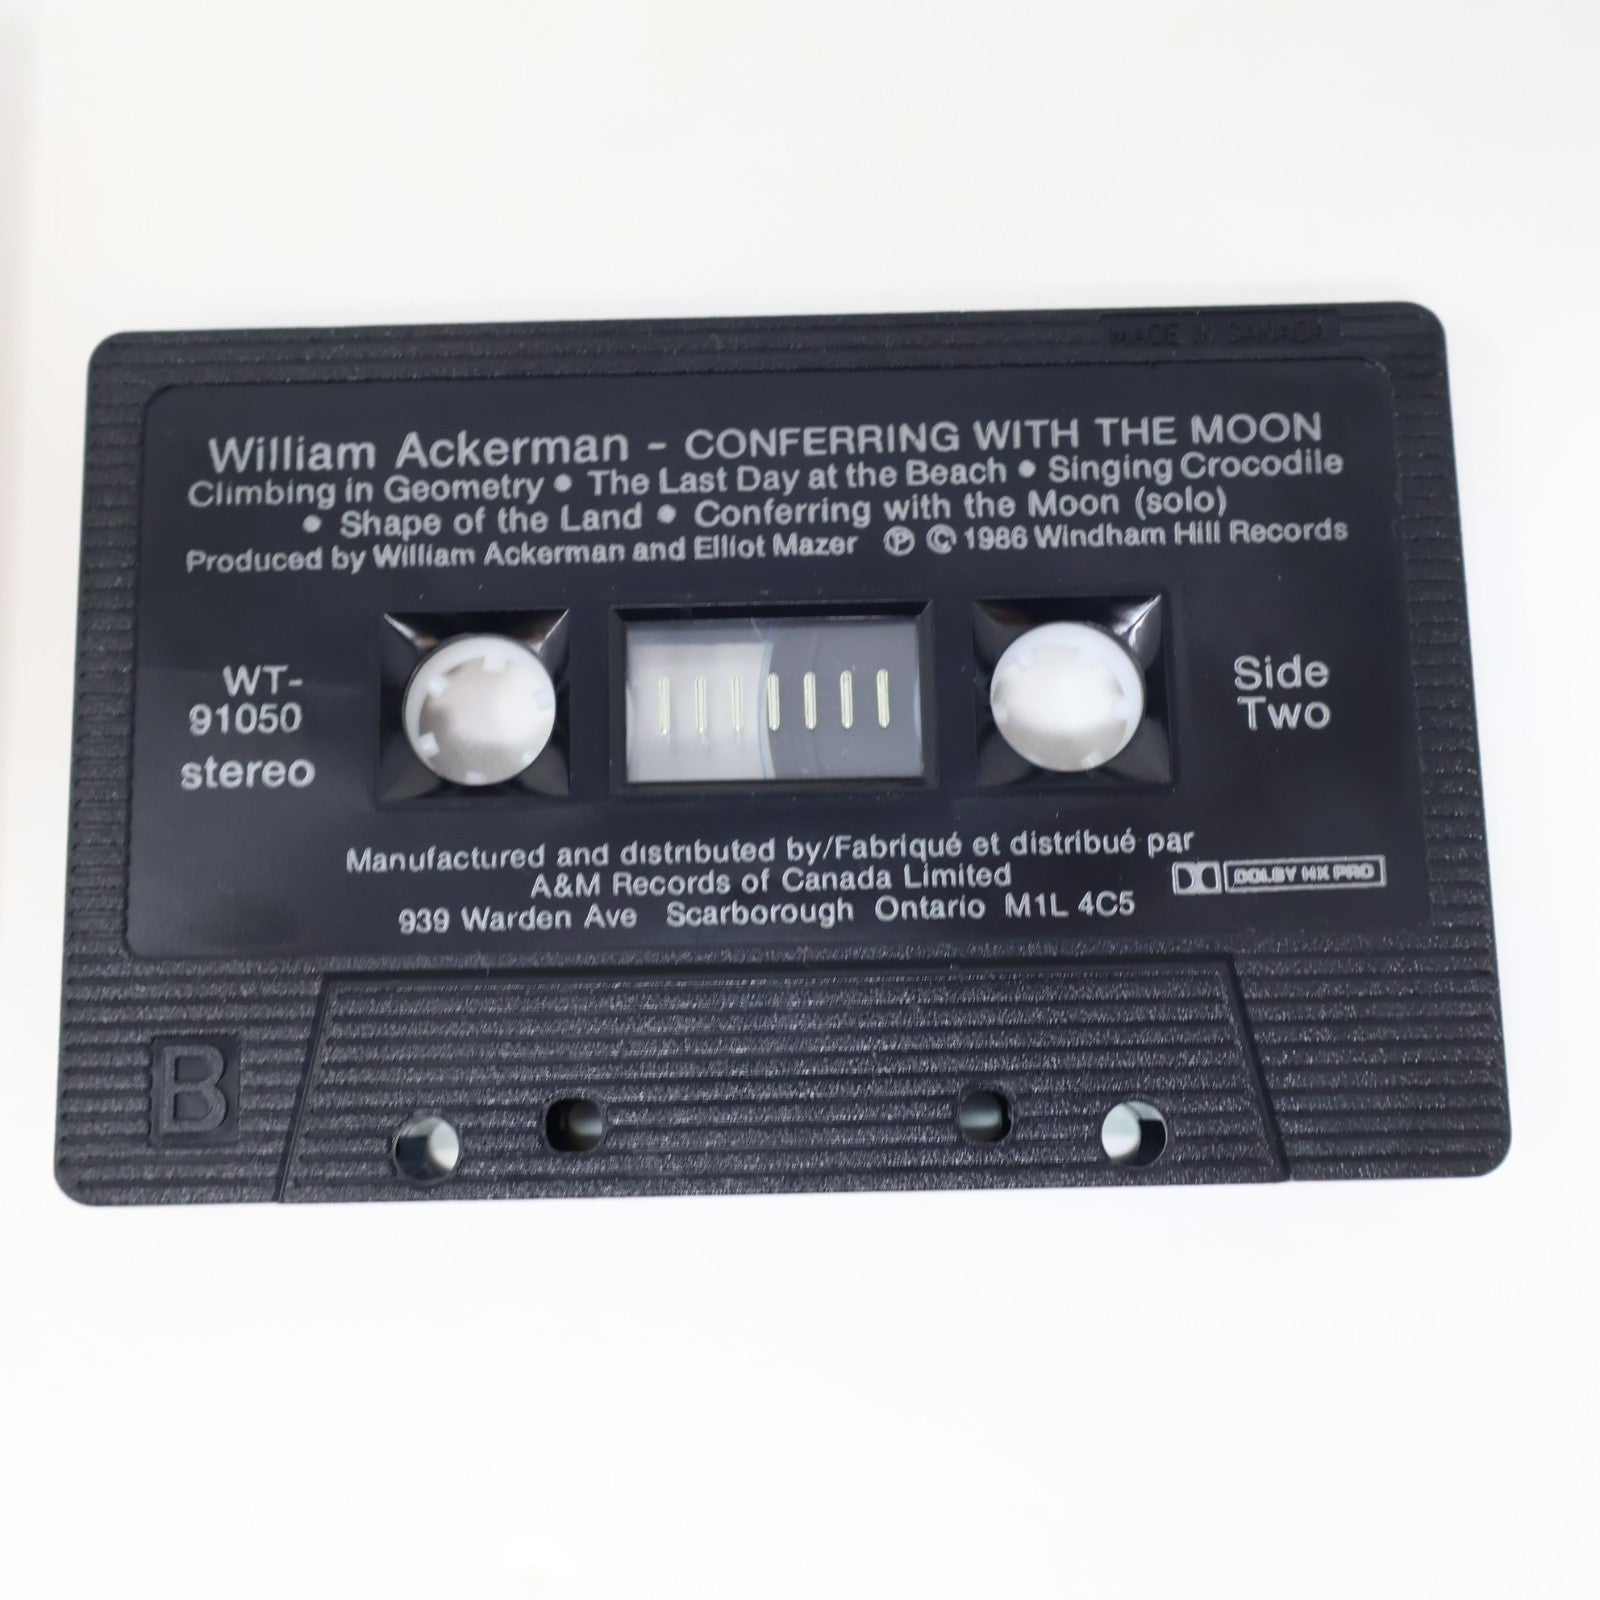 MADE IN CANADA
William Ackerman - CONFERRING WITH THE MOON
Climbing in Geometry • The Last Day at the Beach • Singing Crocodile
• Shape of the Land • Conferring with the Moon (solo)
Produced by William Ackerman and Elliot Mazer Ⓟ © 1986 Windham Hill Records
WT-
91050
stereo
Side
Two
Manufactured and distributed by/Fabriqué et distribué par
A&M Records of Canada Limited
939 Warden Ave Scarborough Ontario M1L 4C5
DOLBY HX PRO
B